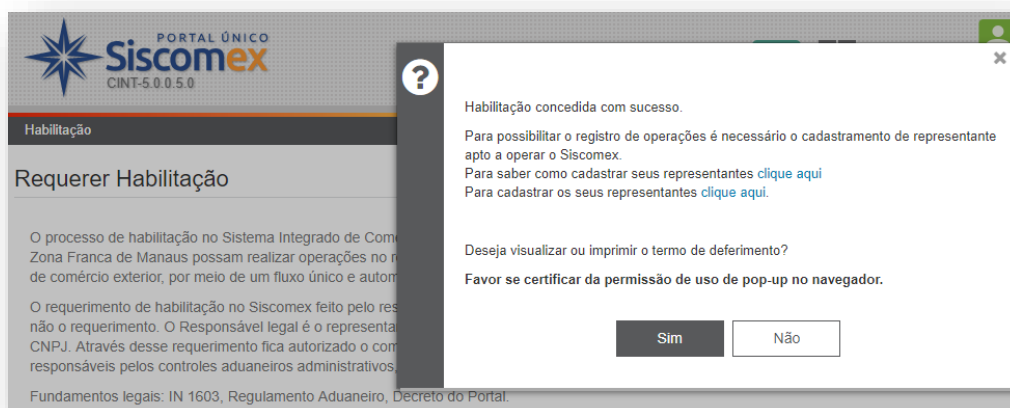 PORTAL ÚNICO
Siscomex
CINT-5.0.0.5.0
Habilitação
Requerer Habilitação
O processo de habilitação no Sistema Integrado de Com
Zona Franca de Manaus possam realizar operações no r
de comércio exterior, por meio de um fluxo único e autom
O requerimento de habilitação no Siscomex feito pelo res
não o requerimento. O Responsável legal é o representa
CNPJ. Através desse requerimento fica autorizado o com
responsáveis pelos controles aduaneiros administrativos,
Fundamentos legais: IN 1603, Regulamento Aduaneiro, Decreto do Portal.
?
×
Habilitação concedida com sucesso.
Para possibilitar o registro de operações é necessário o cadastramento de representante
apto a operar o Siscomex.
Para saber como cadastrar seus representantes clique aqui
Para cadastrar os seus representantes clique aqui.
Deseja visualizar ou imprimir o termo de deferimento?
Favor se certificar da permissão de uso de pop-up no navegador.
Sim
Não